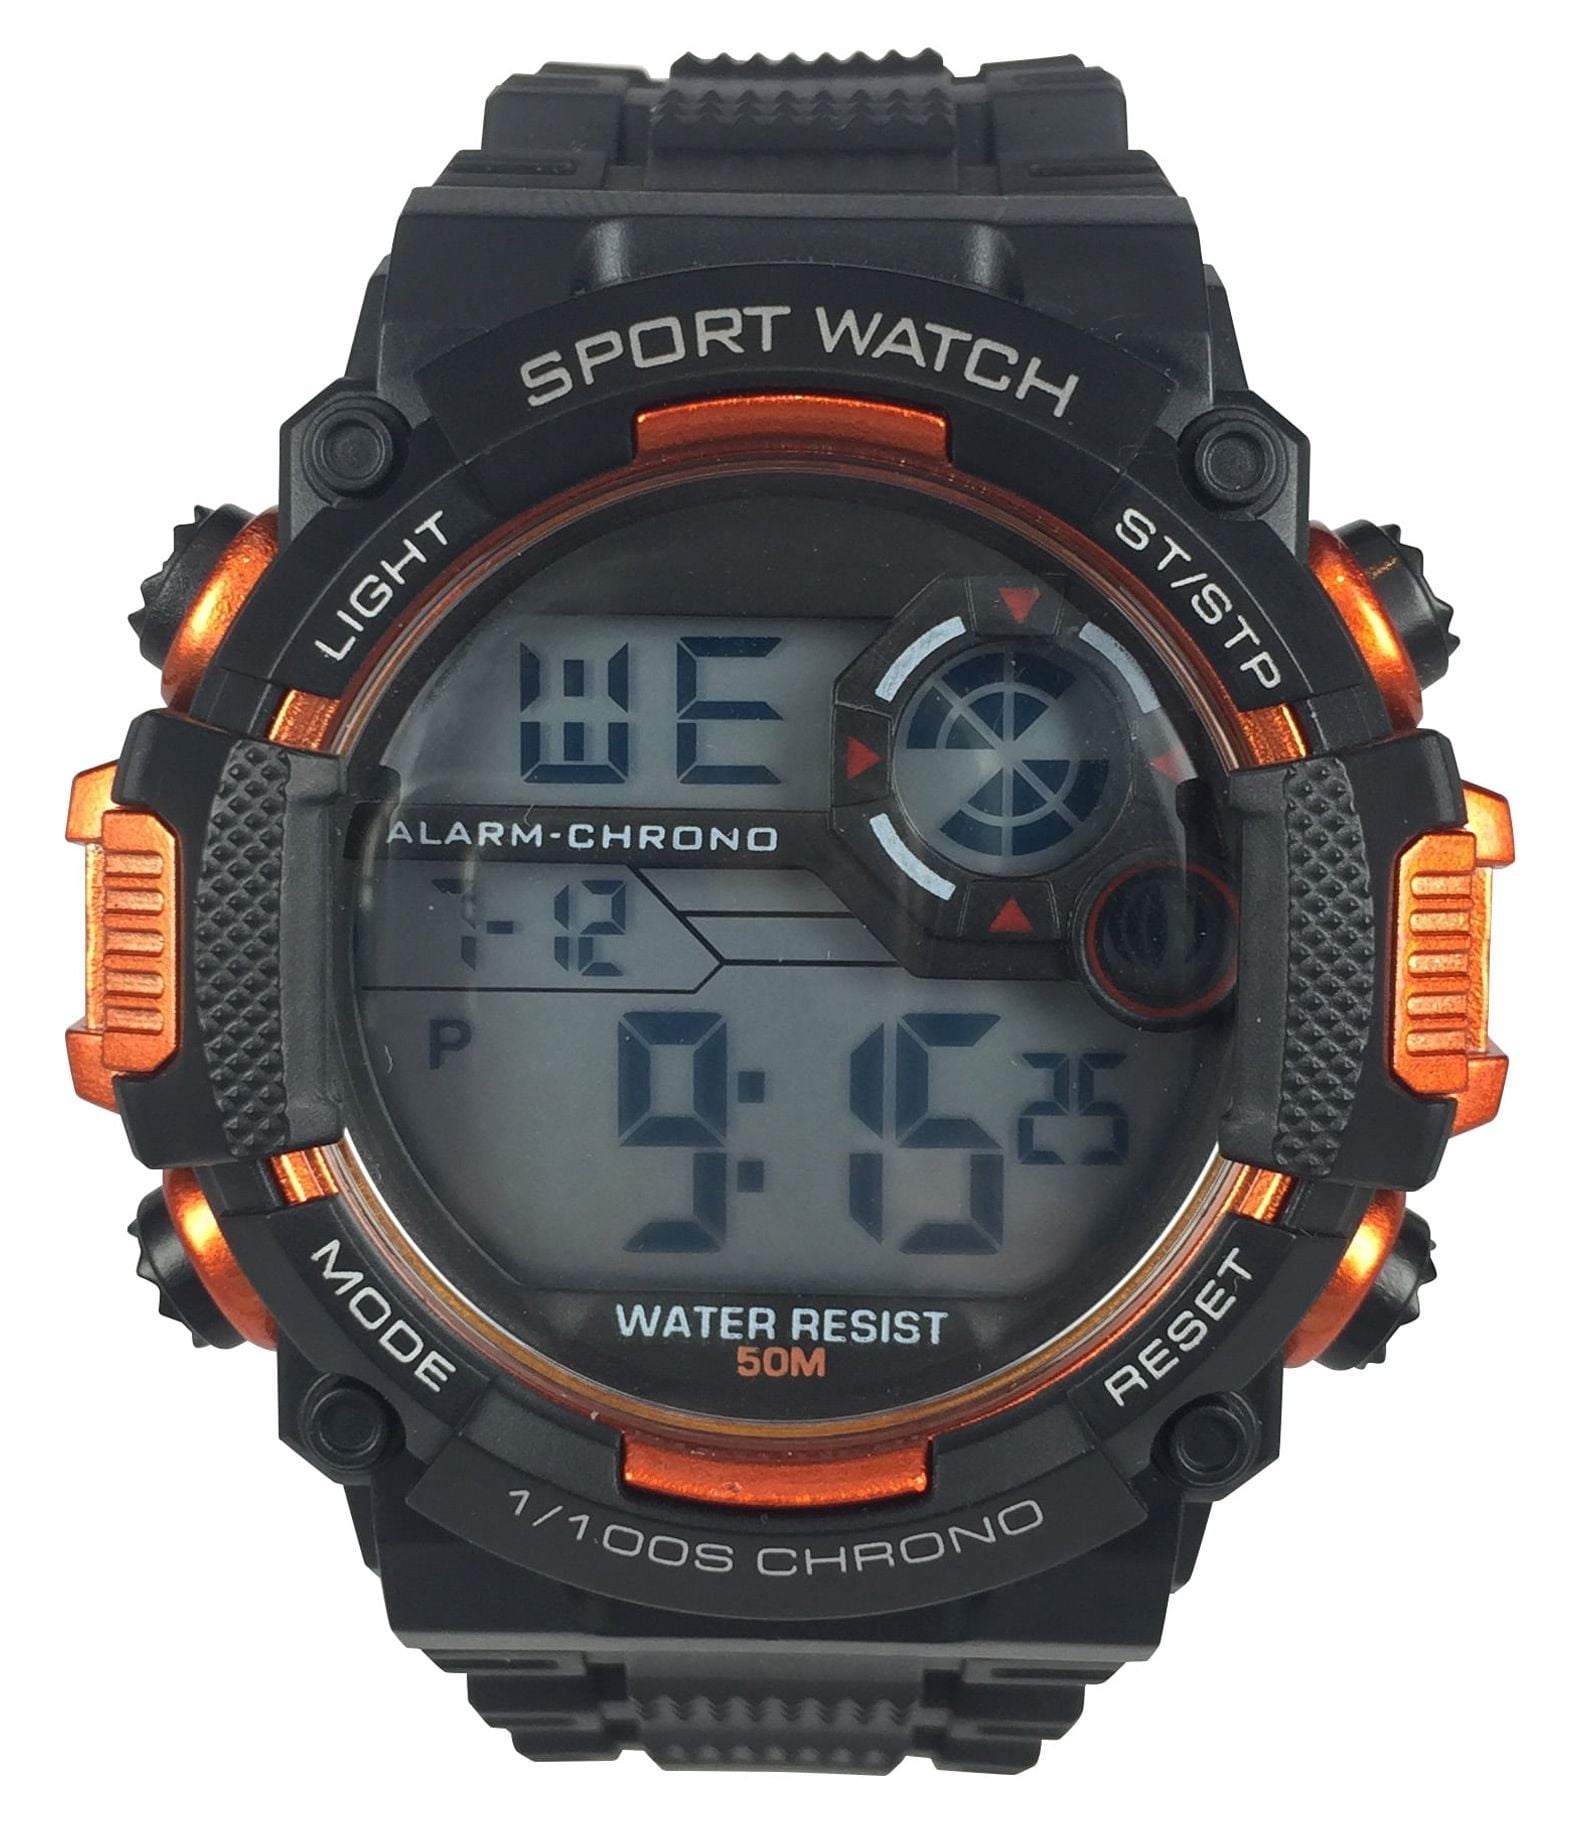 SPORT WATCH
LIGHT
ST/STP
WE
ALARM-CHRONO
7-12
P 9:15 25
WATER RESIST
50M
MODE
RESET
1/100S CHRONO